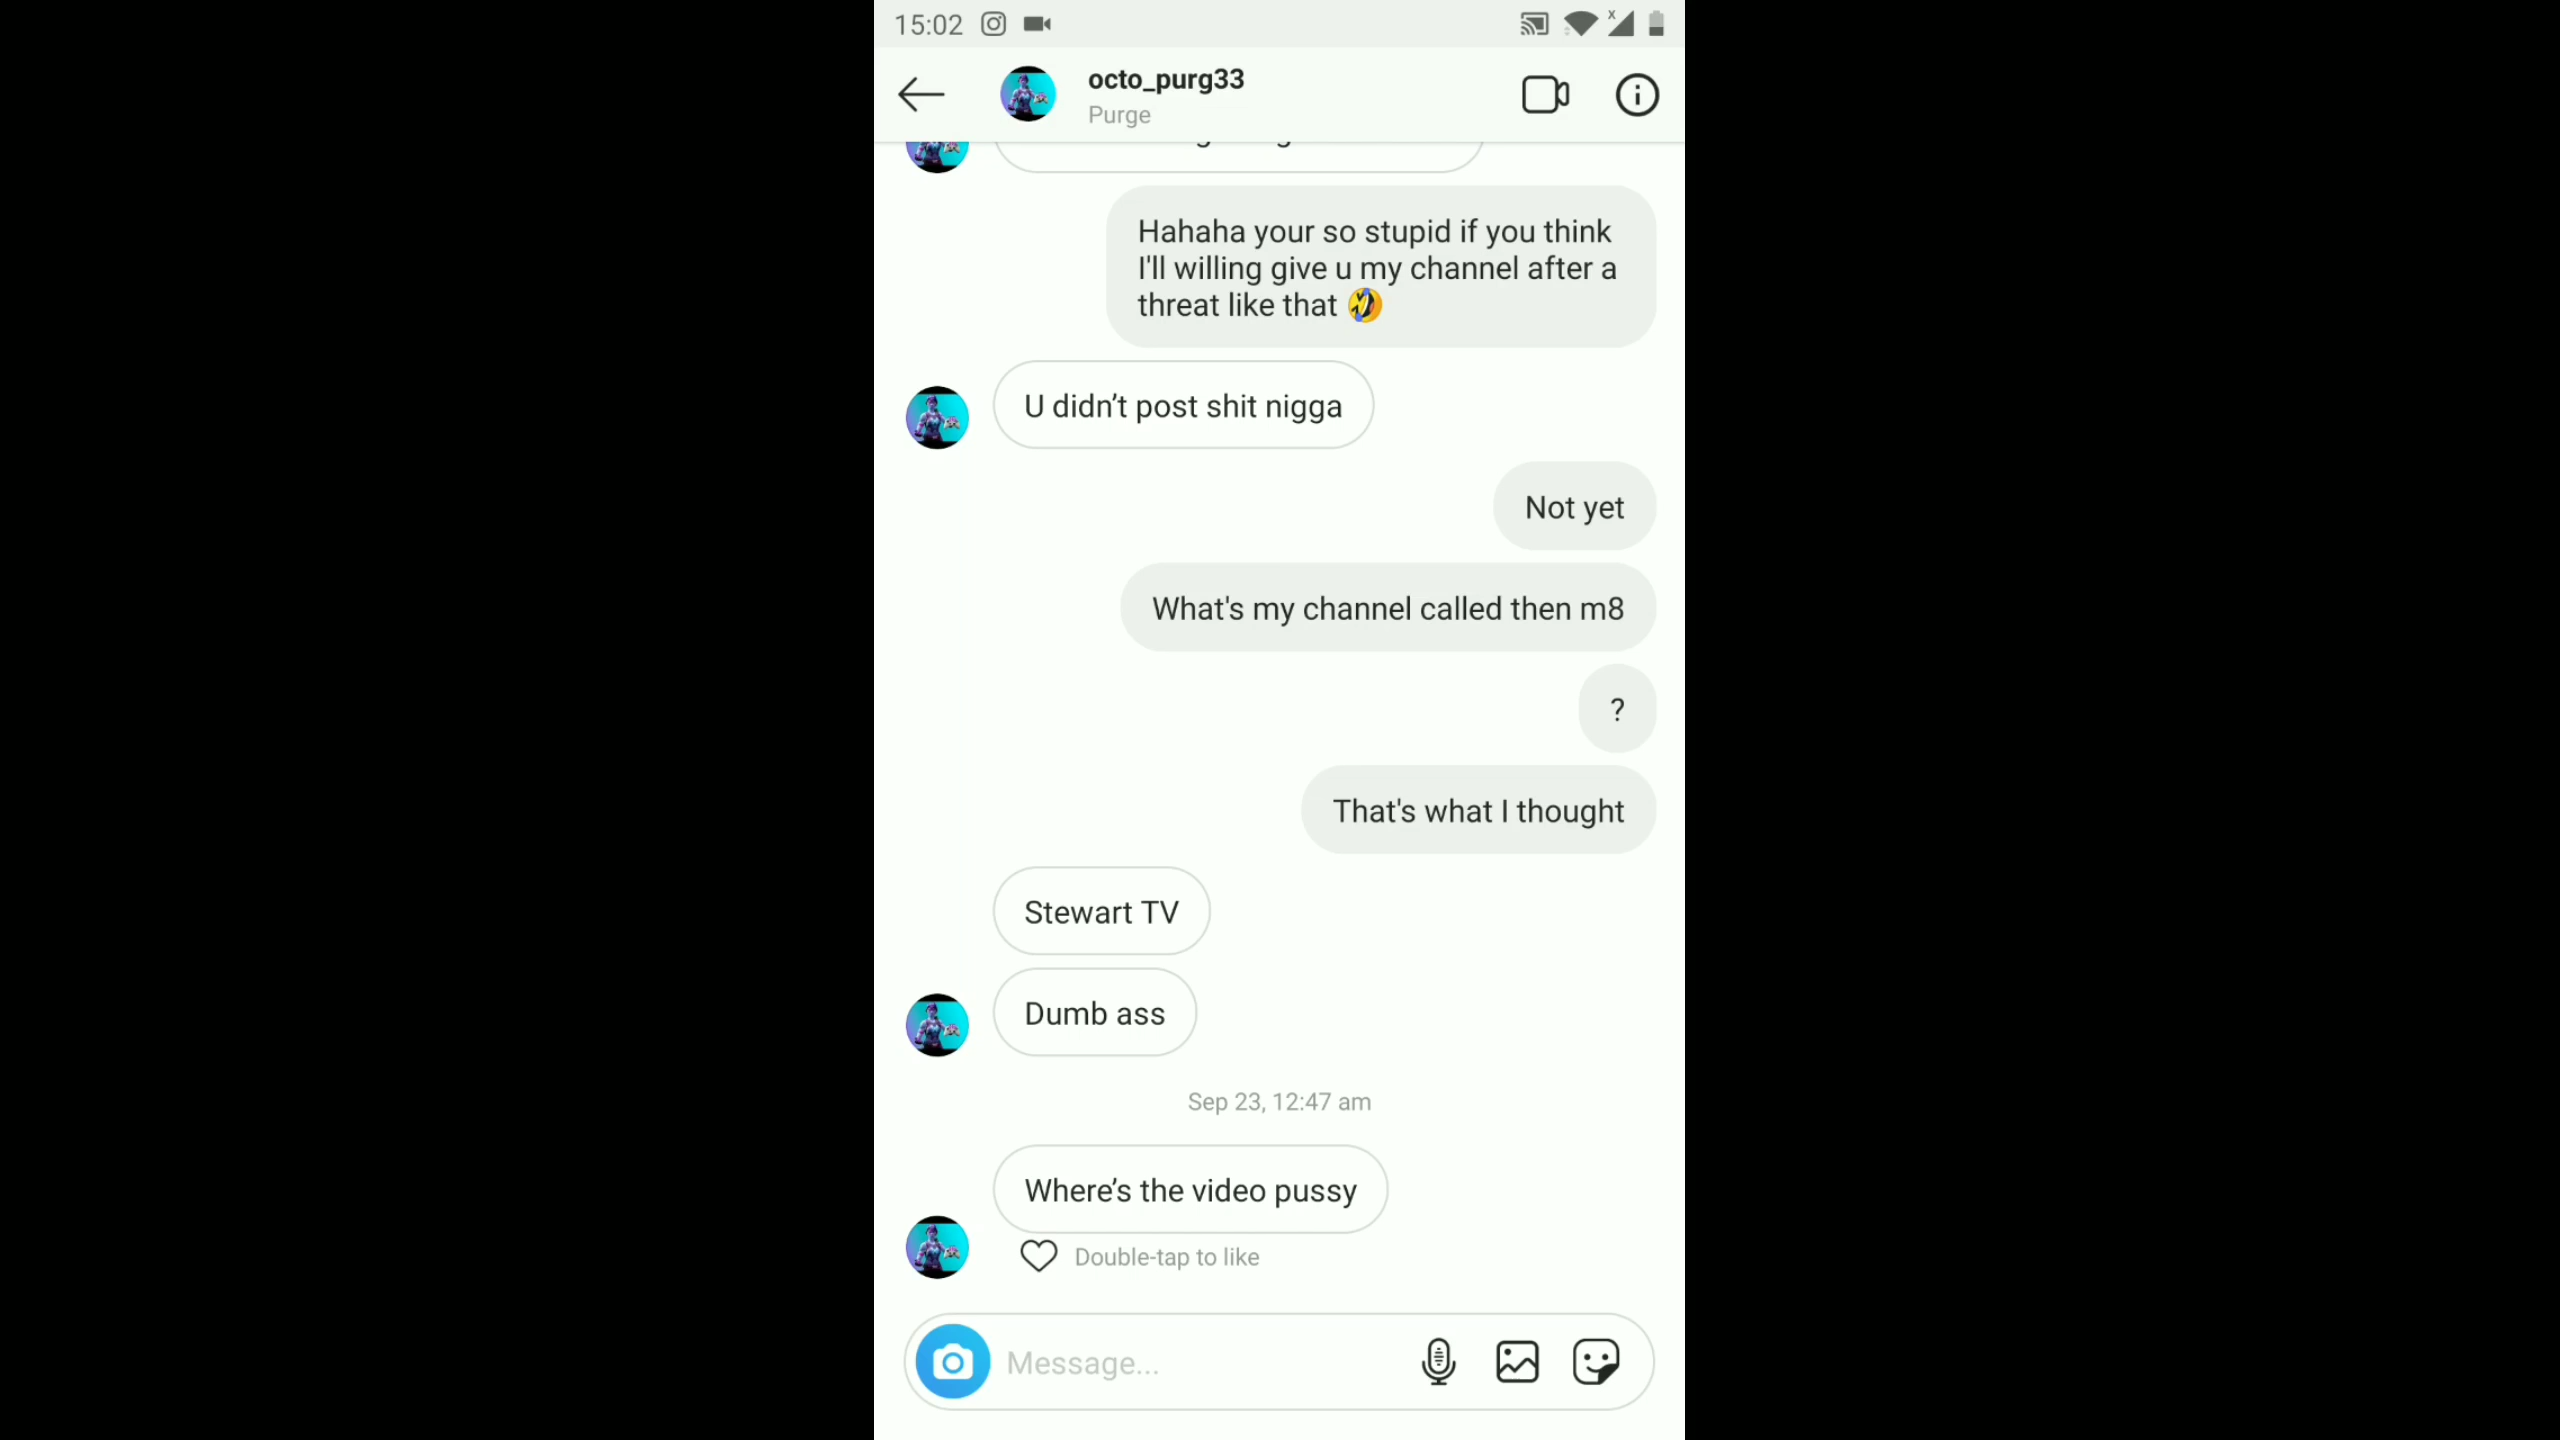 15:02
octo_purg33
Purge
Hahaha your so stupid if you think
I'll willing give u my channel after a
threat like that 🤣
U didn’t post shit nigga
Not yet
What's my channel called then m8
?
That's what I thought
Stewart TV
Dumb ass
Sep 23, 12:47 am
Where’s the video pussy
Double-tap to like
Message...